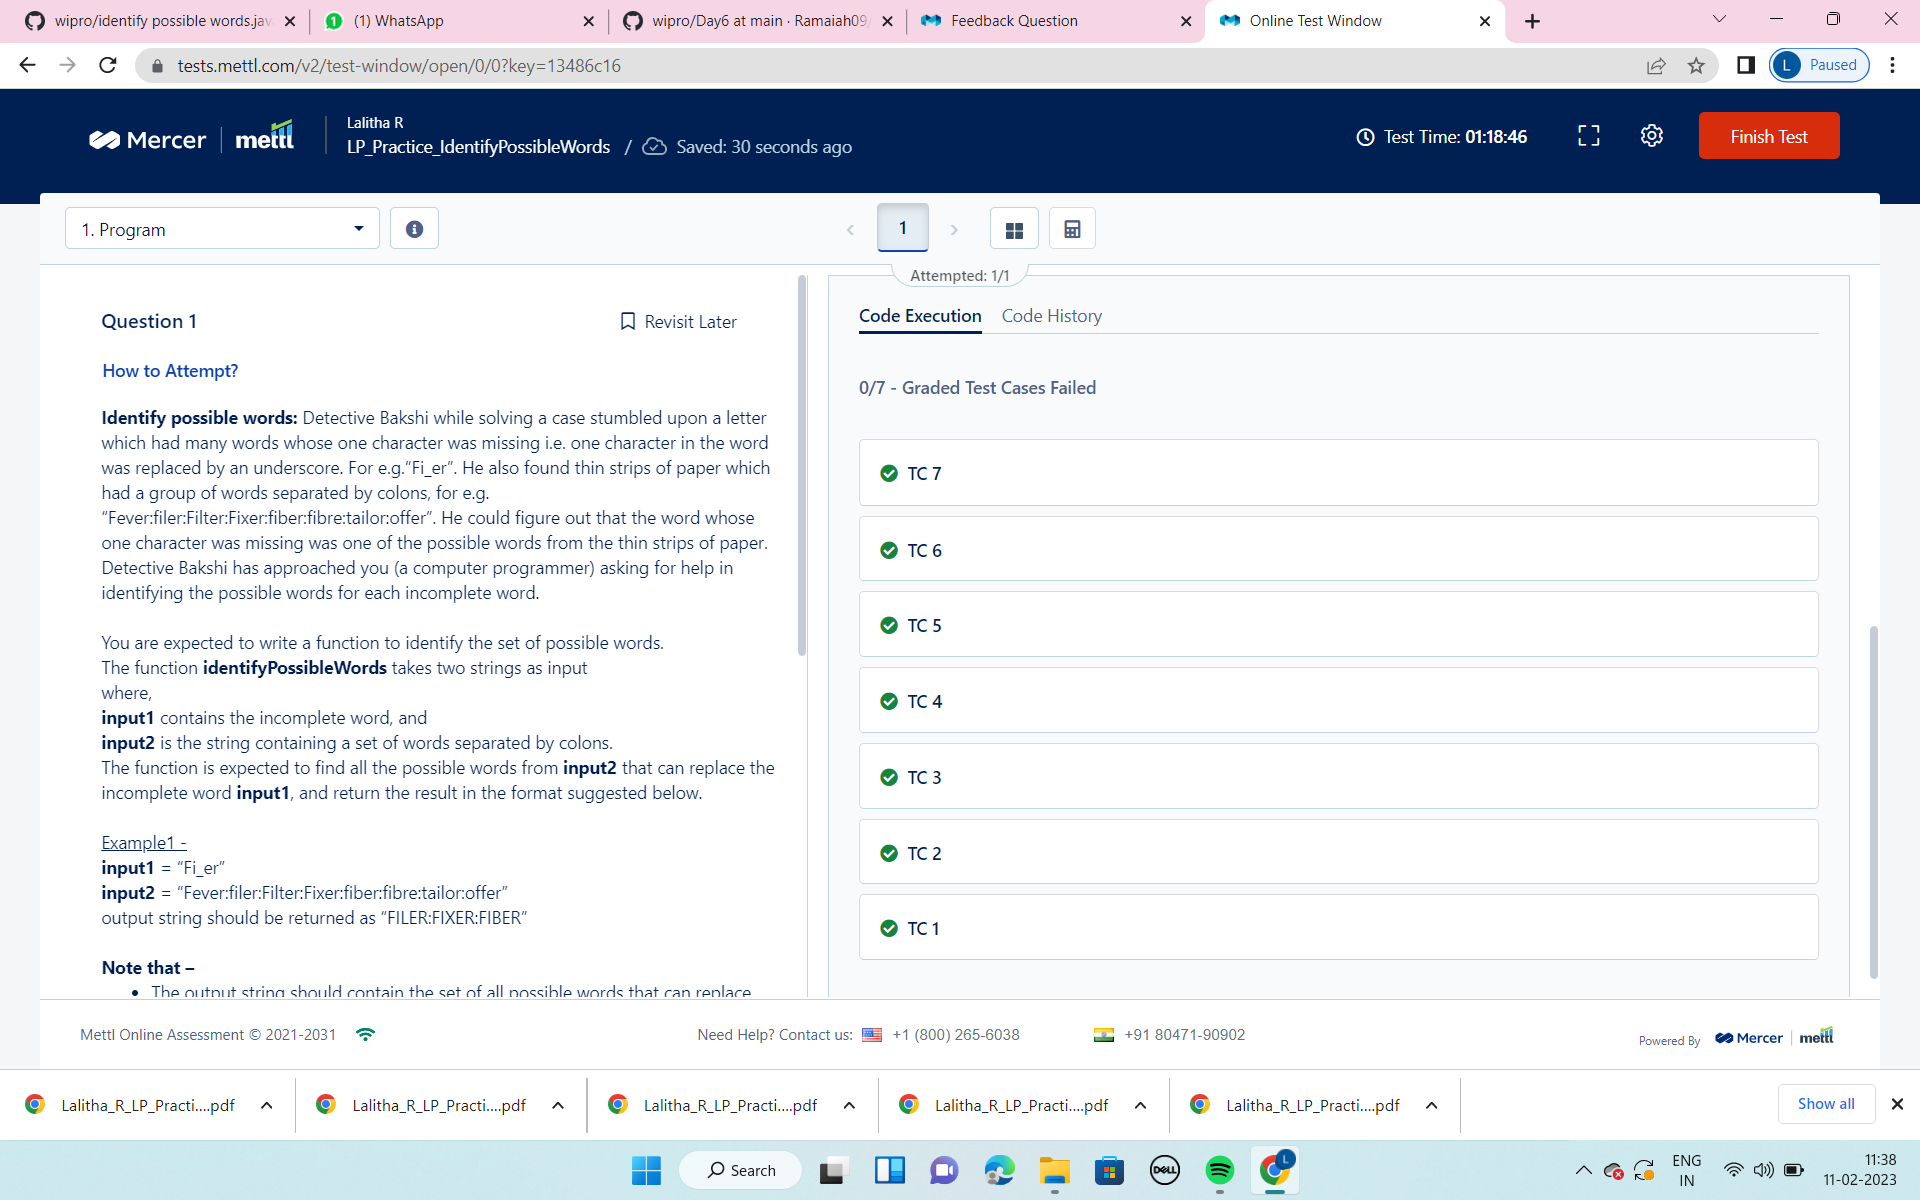 wipro/identify possible words.jav
(1) WhatsApp
wipro/Day6 at main · Ramaiah09/
Feedback Question
Online Test Window
tests.mettl.com/v2/test-window/open/0/0?key=13486c16
L Paused
Mercer | mettl
Lalitha R
LP_Practice_IdentifyPossibleWords / Saved: 30 seconds ago
Test Time: 01:18:46
Finish Test
1. Program
1
Attempted: 1/1
Question 1
Revisit Later
How to Attempt?
Identify possible words: Detective Bakshi while solving a case stumbled upon a letter
which had many words whose one character was missing i.e. one character in the word
was replaced by an underscore. For e.g.“Fi_er”. He also found thin strips of paper which
had a group of words separated by colons, for e.g.
“Fever:filer:Filter:Fixer:fiber:fibre:tailor:offer”. He could figure out that the word whose
one character was missing was one of the possible words from the thin strips of paper.
Detective Bakshi has approached you (a computer programmer) asking for help in
identifying the possible words for each incomplete word.
You are expected to write a function to identify the set of possible words.
The function identifyPossibleWords takes two strings as input
where,
input1 contains the incomplete word, and
input2 is the string containing a set of words separated by colons.
The function is expected to find all the possible words from input2 that can replace the
incomplete word input1, and return the result in the format suggested below.
Example1 -
input1 = “Fi_er”
input2 = “Fever:filer:Filter:Fixer:fiber:fibre:tailor:offer”
output string should be returned as “FILER:FIXER:FIBER”
Note that –
• The output string should contain the set of all possible words that can replace
Code Execution
Code History
0/7 - Graded Test Cases Failed
TC 7
TC 6
TC 5
TC 4
TC 3
TC 2
TC 1
Mettl Online Assessment © 2021-2031
Need Help? Contact us: +1 (800) 265-6038
+91 80471-90902
Powered By Mercer | mettl
Lalitha_R_LP_Practi....pdf
Lalitha_R_LP_Practi....pdf
Lalitha_R_LP_Practi....pdf
Lalitha_R_LP_Practi....pdf
Lalitha_R_LP_Practi....pdf
Show all
Search
DELL
L
ENG
IN
11:38
11-02-2023